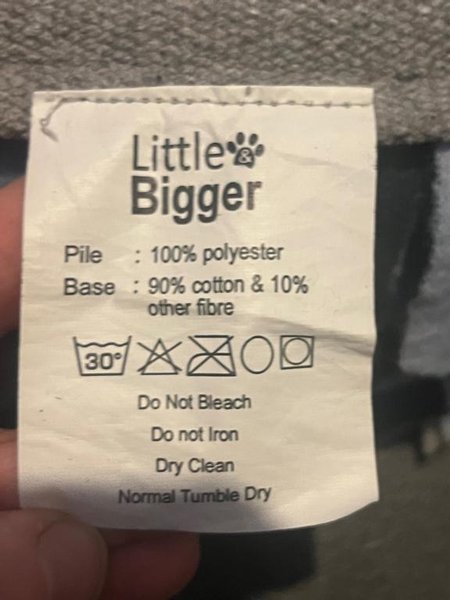 Little &
Bigger
Pile : 100% polyester
Base : 90% cotton & 10%
other fibre
30°
Do Not Bleach
Do not Iron
Dry Clean
Normal Tumble Dry